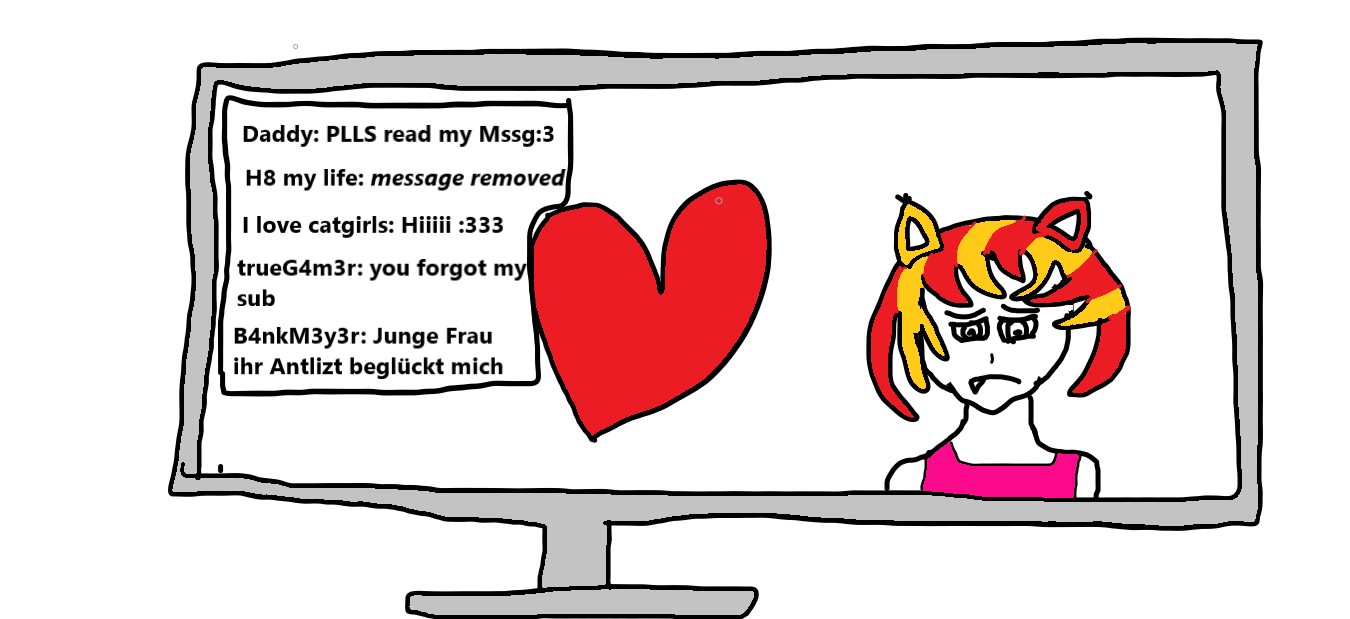 Daddy: PLLS read my Mssg:3
H8 my life: message removed
I love catgirls: Hiiiii :333
trueG4m3r: you forgot my
sub
B4nkM3y3r: Junge Frau
ihr Antlizt beglückt mich